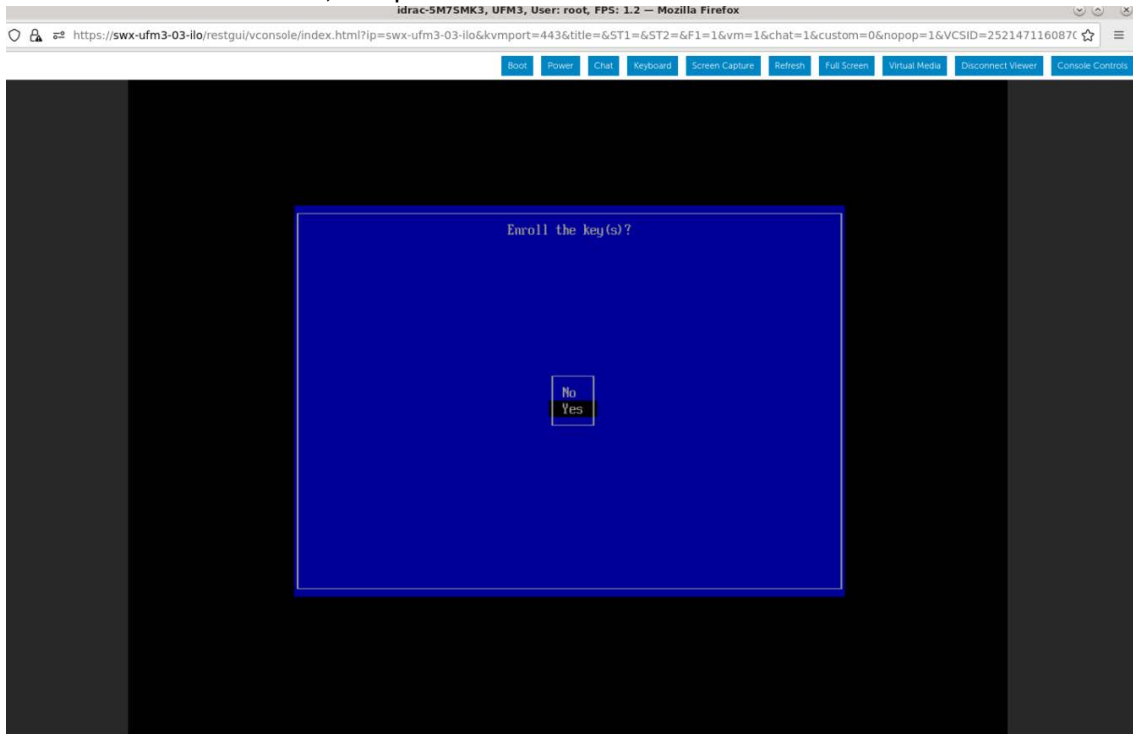 idrac-5M7SMK3, UFM3, User: root, FPS: 1.2 — Mozilla Firefox
https://swx-ufm3-03-ilo/restgui/vconsole/index.html?ip=swx-ufm3-03-ilo&kvmport=443&title=&ST1=&ST2=&F1=1&vm=1&chat=1&custom=0&nopop=1&VCSID=2521471160870
Boot Power Chat Keyboard Screen Capture Refresh Full Screen Virtual Media Disconnect Viewer Console Controls
Enroll the key(s)?
No
Yes